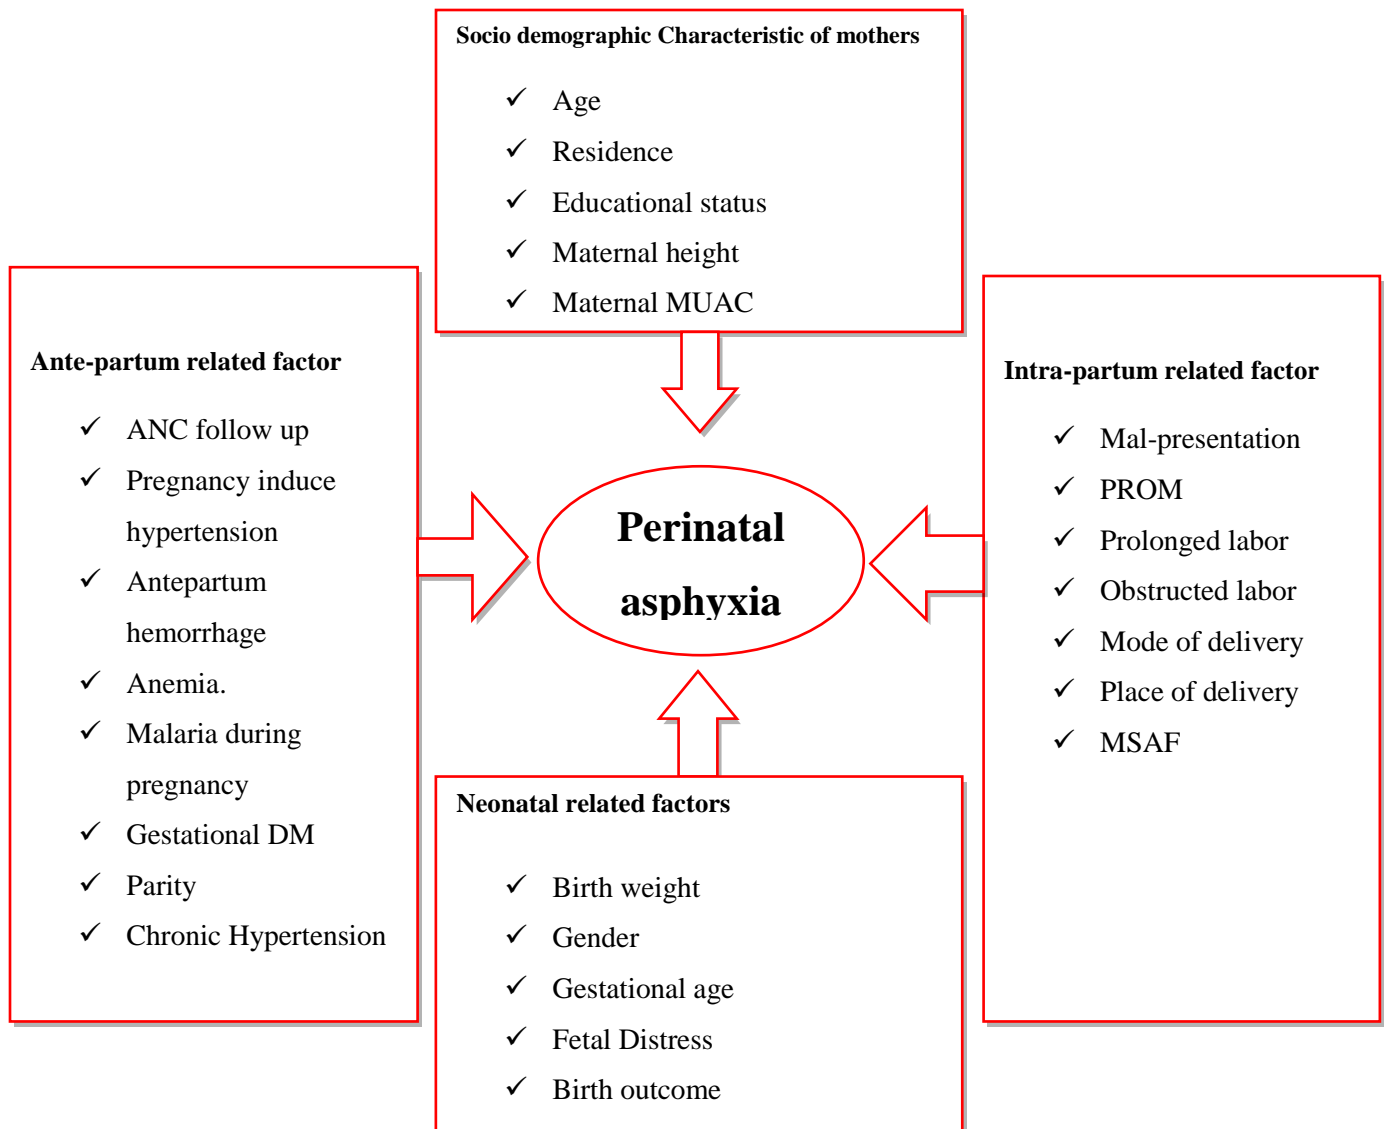 Socio demographic Characteristic of mothers
✓ Age
✓ Residence
✓ Educational status
✓ Maternal height
✓ Maternal MUAC
Ante-partum related factor
✓ ANC follow up
✓ Pregnancy induce
hypertension
✓ Antepartum
hemorrhage
✓ Anemia.
✓ Malaria during
pregnancy
✓ Gestational DM
✓ Parity
✓ Chronic Hypertension
Perinatal
asphyxia
Intra-partum related factor
✓ Mal-presentation
✓ PROM
✓ Prolonged labor
✓ Obstructed labor
✓ Mode of delivery
✓ Place of delivery
✓ MSAF
Neonatal related factors
✓ Birth weight
✓ Gender
✓ Gestational age
✓ Fetal Distress
✓ Birth outcome